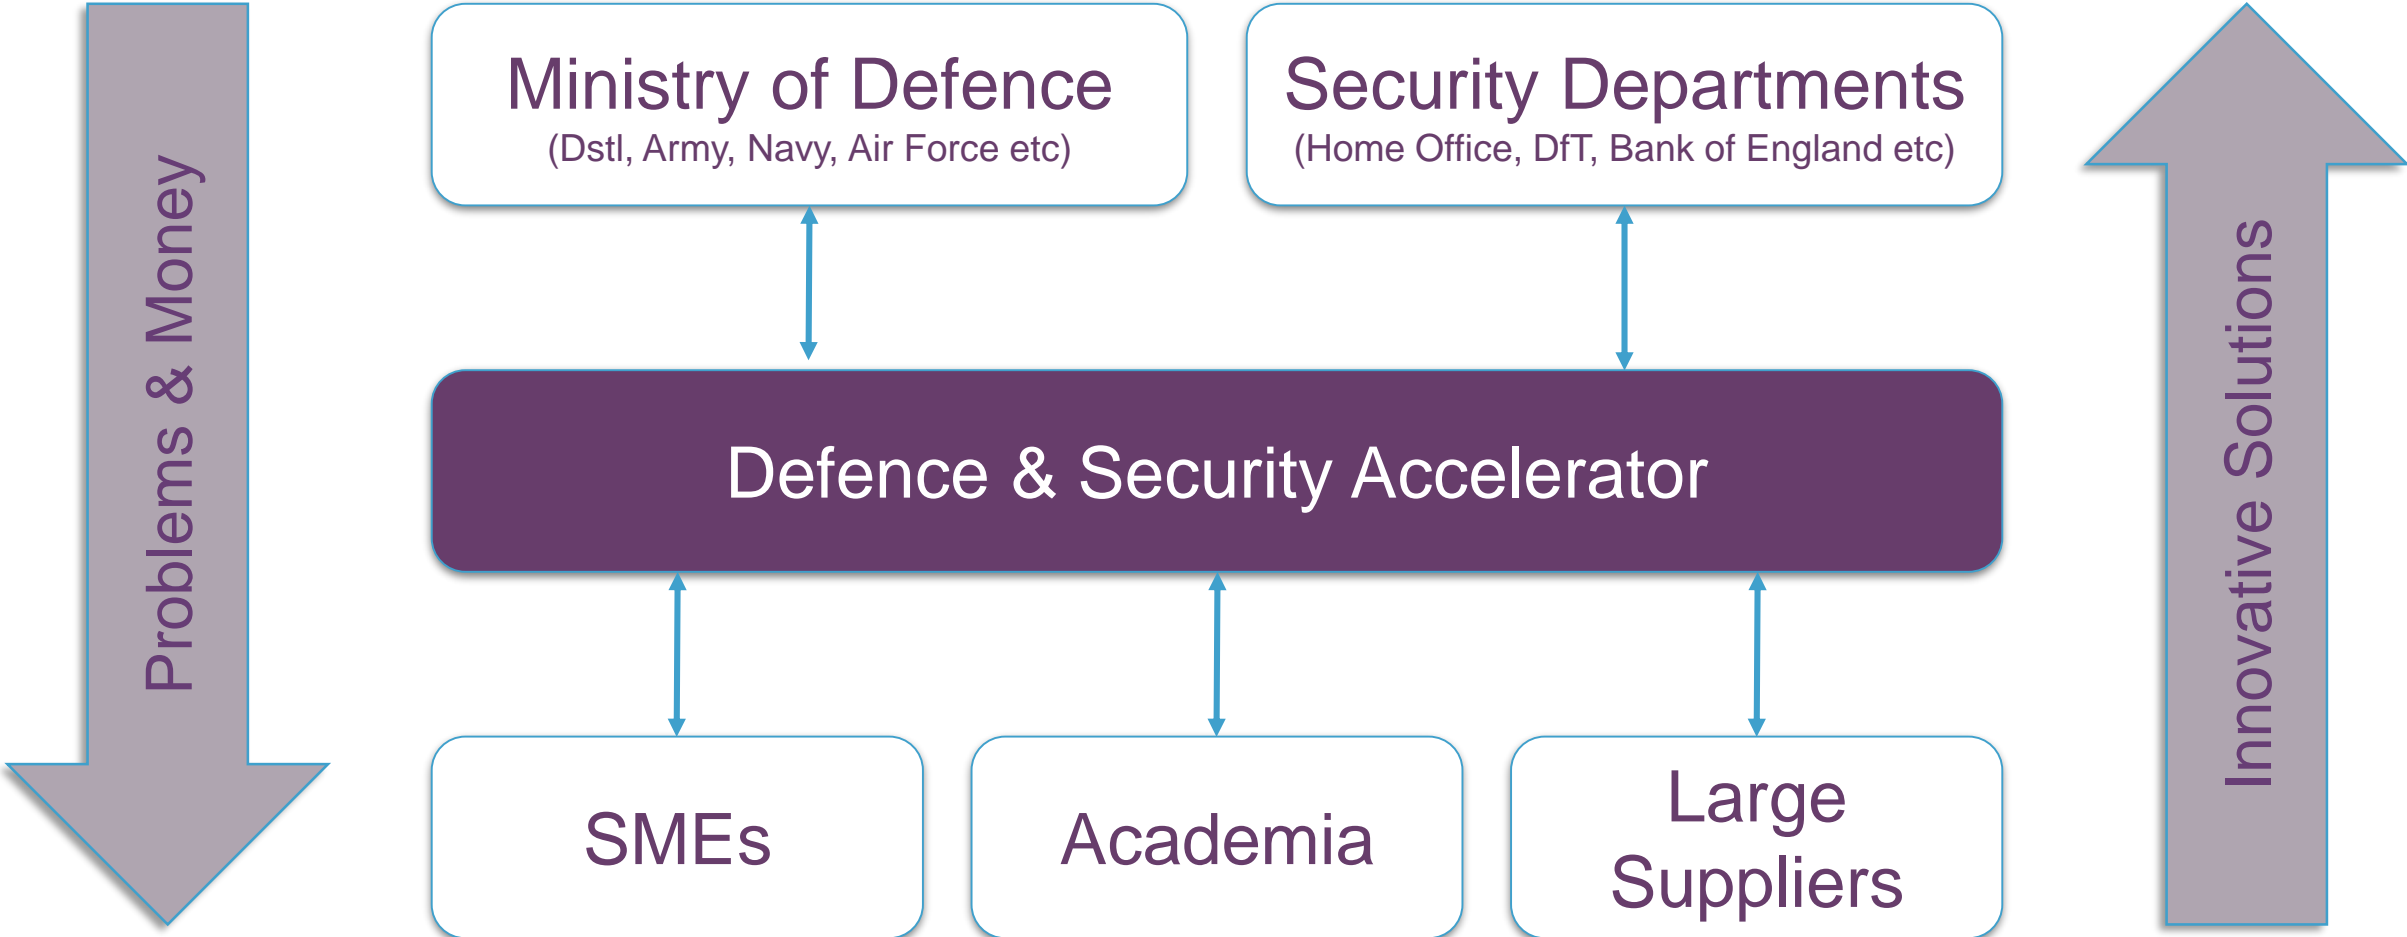 Problems & Money
Ministry of Defence
(Dstl, Army, Navy, Air Force etc)
Security Departments
(Home Office, DfT, Bank of England etc)
Defence & Security Accelerator
SMEs
Academia
Large
Suppliers
Innovative Solutions